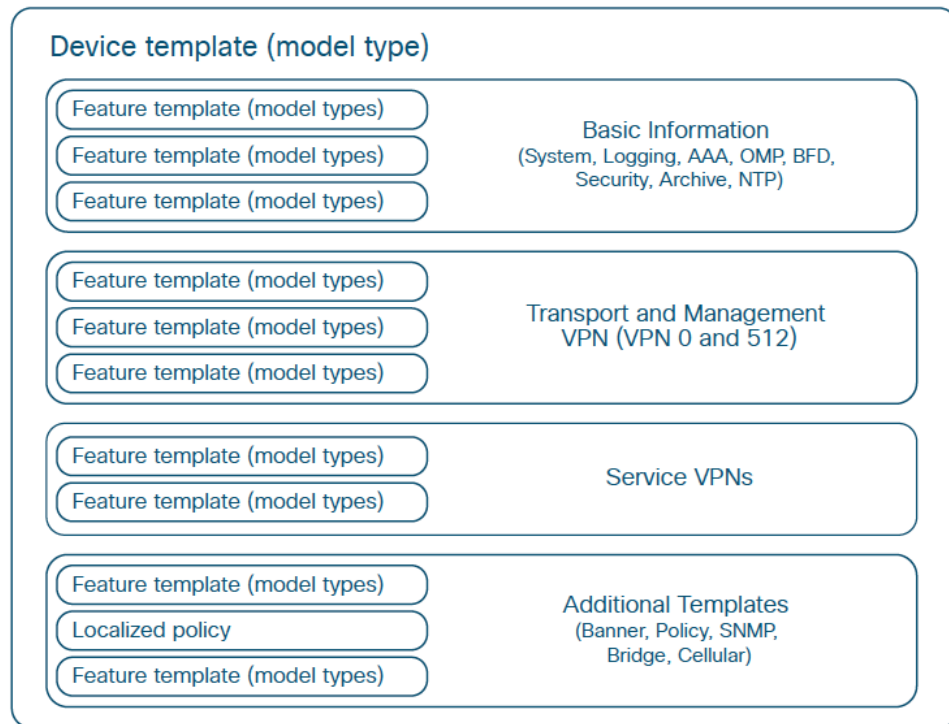 Device template (model type)
Feature template (model types)
Feature template (model types)
Feature template (model types)
Basic Information
(System, Logging, AAA, OMP, BFD,
Security, Archive, NTP)
Feature template (model types)
Feature template (model types)
Feature template (model types)
Transport and Management
VPN (VPN 0 and 512)
Feature template (model types)
Feature template (model types)
Service VPNs
Feature template (model types)
Localized policy
Feature template (model types)
Additional Templates
(Banner, Policy, SNMP,
Bridge, Cellular)